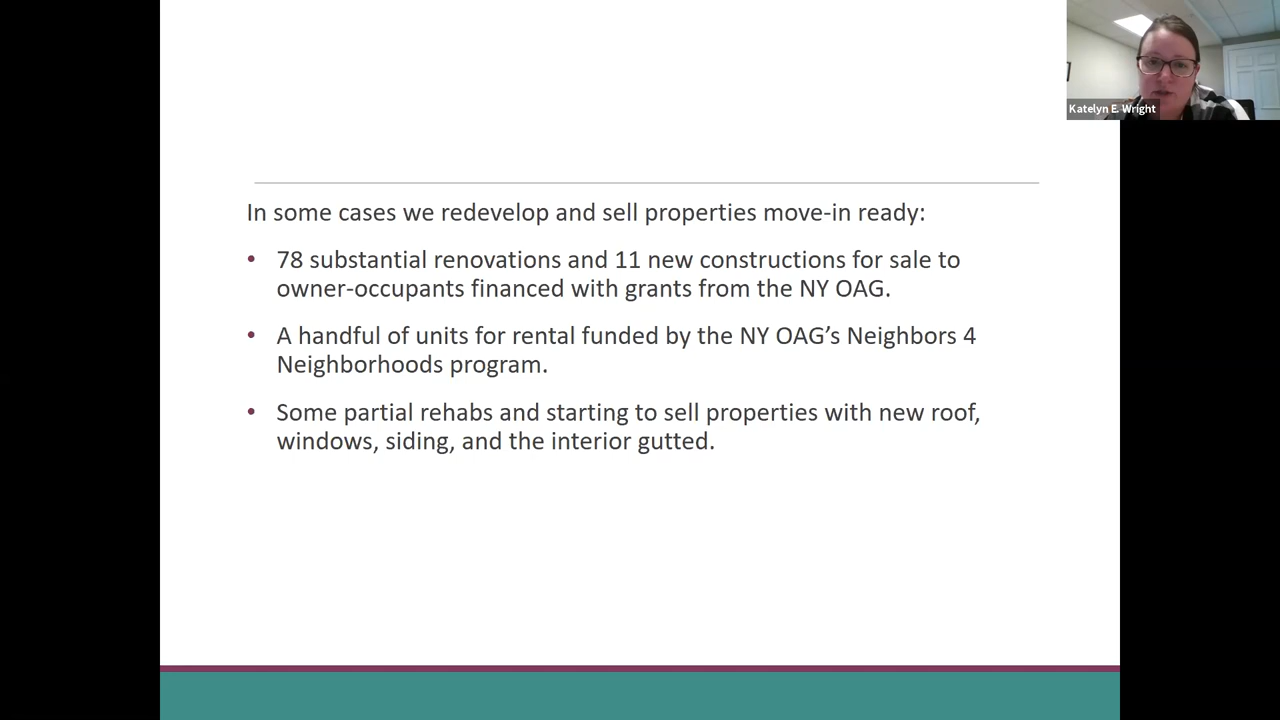 Katelyn E. Wright
In some cases we redevelop and sell properties move-in ready:
• 78 substantial renovations and 11 new constructions for sale to
owner-occupants financed with grants from the NY OAG.
• A handful of units for rental funded by the NY OAG’s Neighbors 4
Neighborhoods program.
• Some partial rehabs and starting to sell properties with new roof,
windows, siding, and the interior gutted.